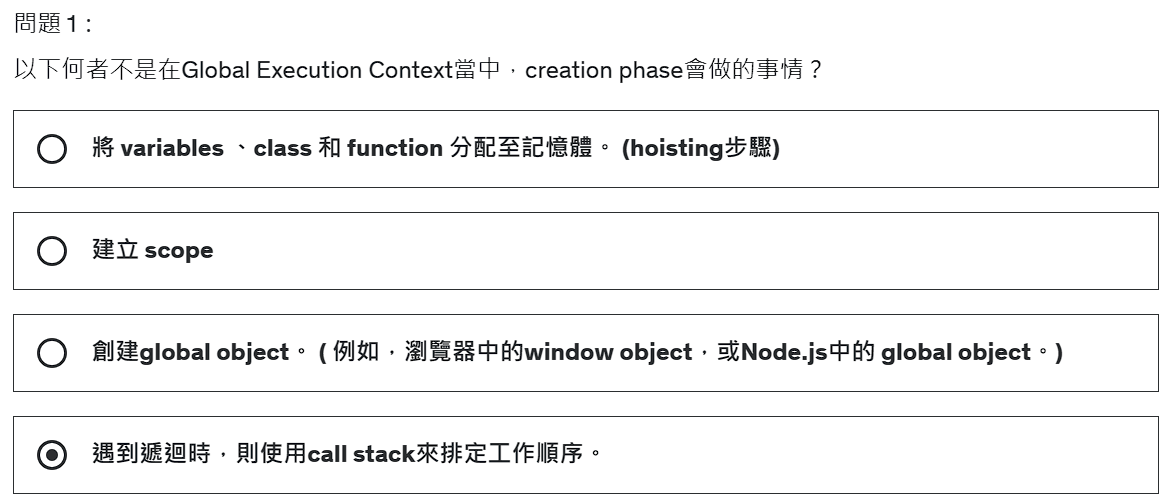 問題 1 :
以下何者不是在Global Execution Context當中，creation phase會做的事情？
將 variables 、class 和 function 分配至記憶體。 (hoisting步驟)
建立 scope
創建global object。 ( 例如，瀏覽器中的window object，或Node.js中的 global object。)
遇到遞迴時，則使用call stack來排定工作順序。